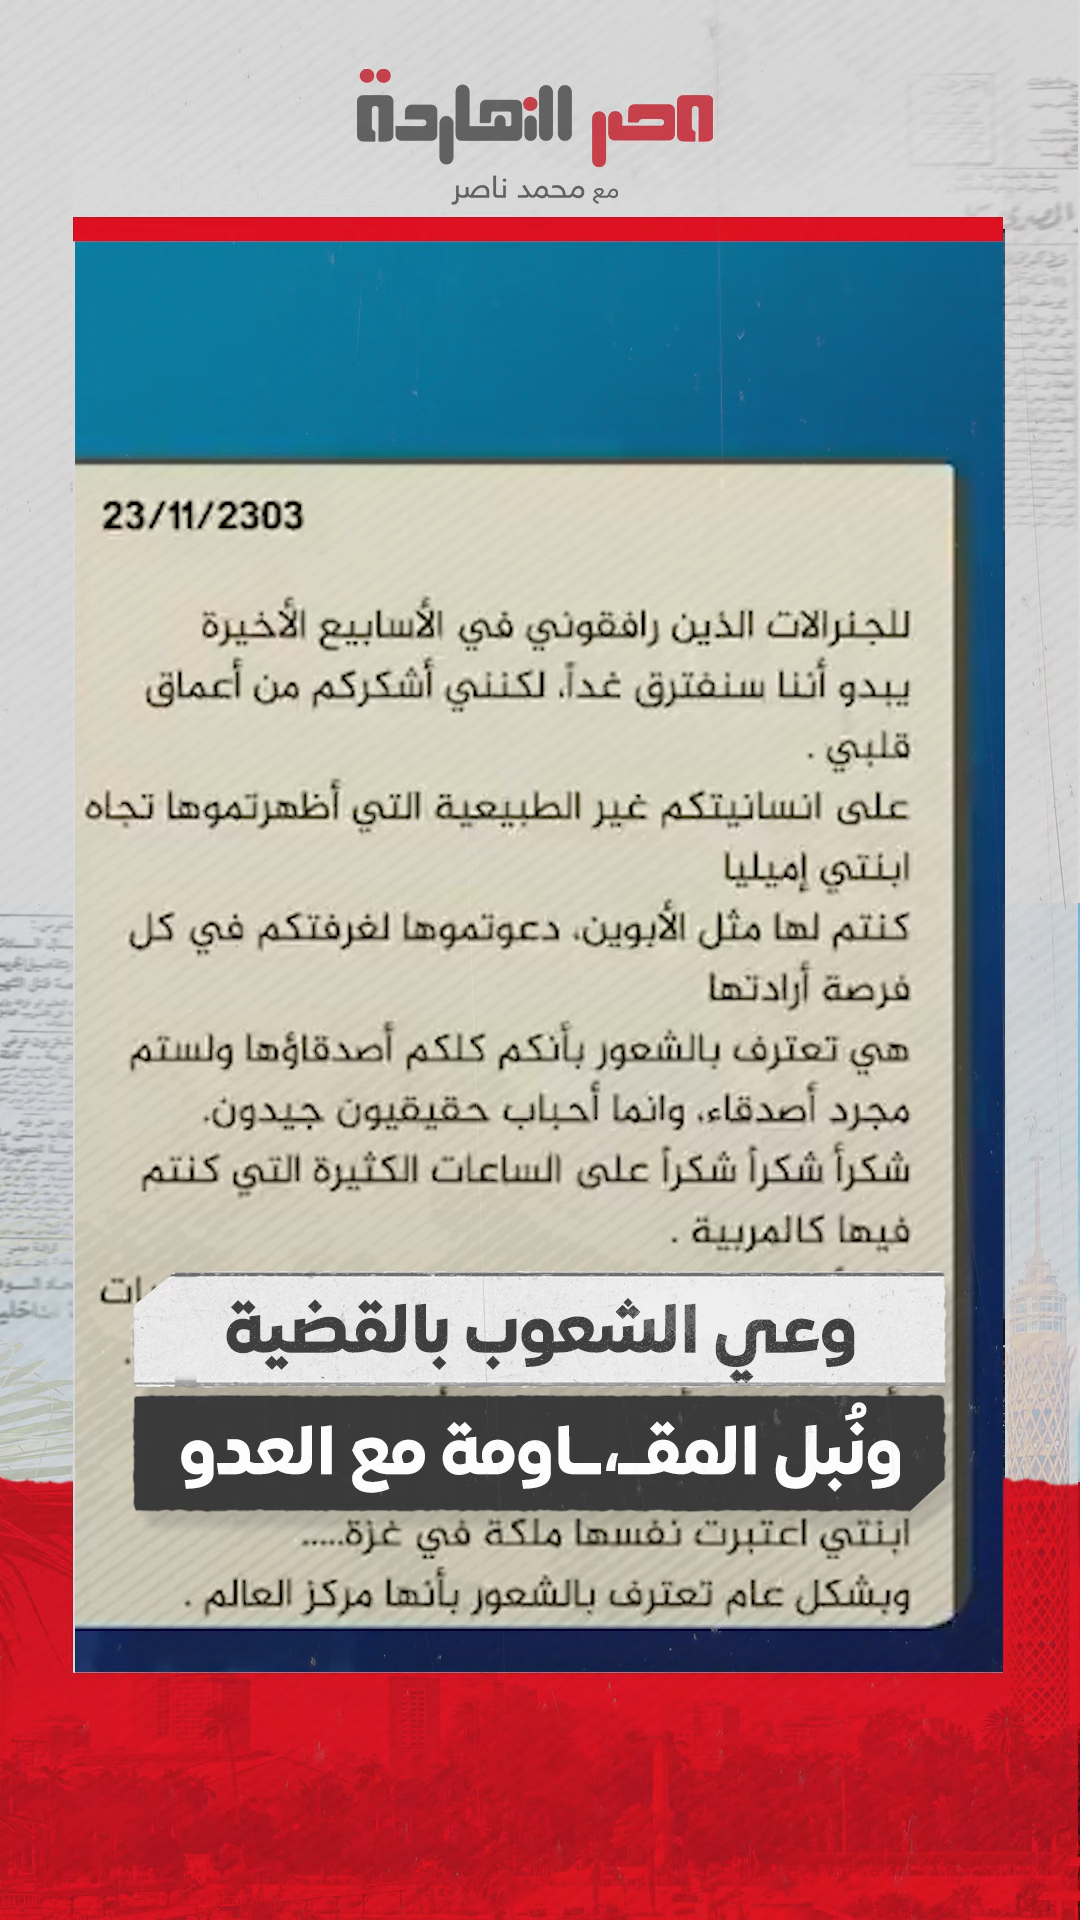 مصر النهاردة
مع محمد ناصر
23/11/2303
للجنرالات الذين رافقوني في الأسابيع الأخيرة
يبدو أننا سنفترق غداً، لكنني أشكركم من أعماق
قلبي .
على انسانيتكم غير الطبيعية التي أظهرتموها تجاه
ابنتي إميليا
كنتم لها مثل الأبوين، دعوتموها لغرفتكم في كل
فرصة أرادتها
هي تعترف بالشعور بأنكم كلكم أصدقاؤها ولستم
مجرد أصدقاء، وانما أحباب حقيقيون جيدون.
شكراً شكراً شكراً على الساعات الكثيرة التي كنتم
فيها كالمربية .
وعي الشعوب بالقضية
ونُبل المقـ،ـاومة مع العدو
ابنتي اعتبرت نفسها ملكة في غزة.....
وبشكل عام تعترف بالشعور بأنها مركز العالم .